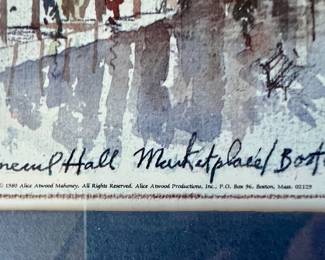 neuil Hall Marketplace/ Bost
© 1980 Alice Atwood Mahoney. All Rights Reserved. Alice Atwood Productions, Inc., P.O. Box 96, Boston, Mass. 02129